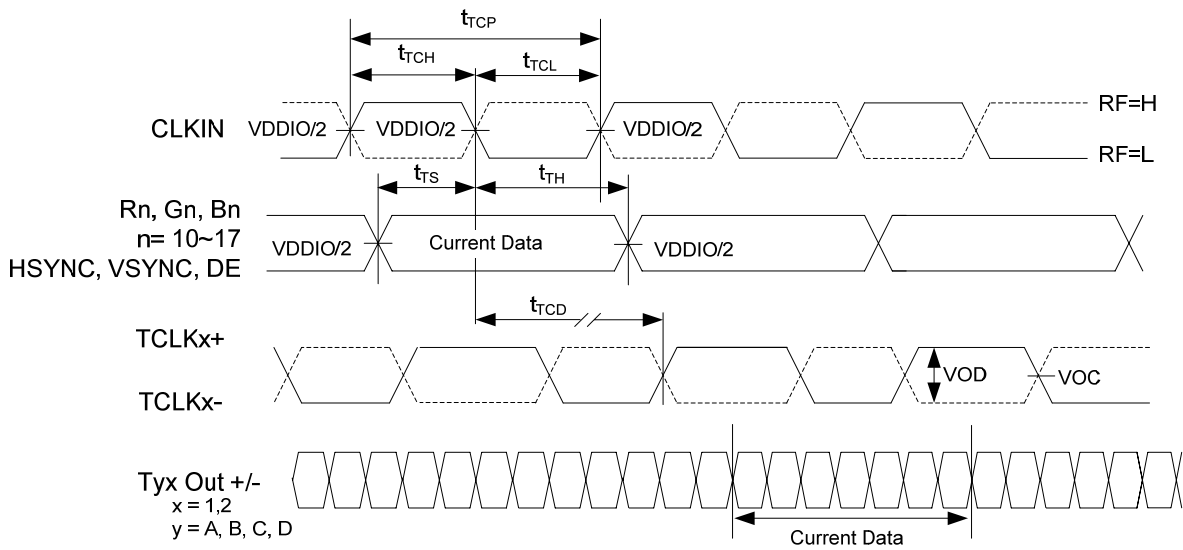 tTCP
tTCH
tTCL
CLKIN
VDDIO/2
VDDIO/2
VDDIO/2
RF=H
RF=L
tTS
tTH
Rn, Gn, Bn
n= 10~17
HSYNC, VSYNC, DE
VDDIO/2
Current Data
VDDIO/2
tTCD
TCLKx+
TCLKx-
VOD
VOC
Tyx Out +/-
x = 1,2
y = A, B, C, D
Current Data